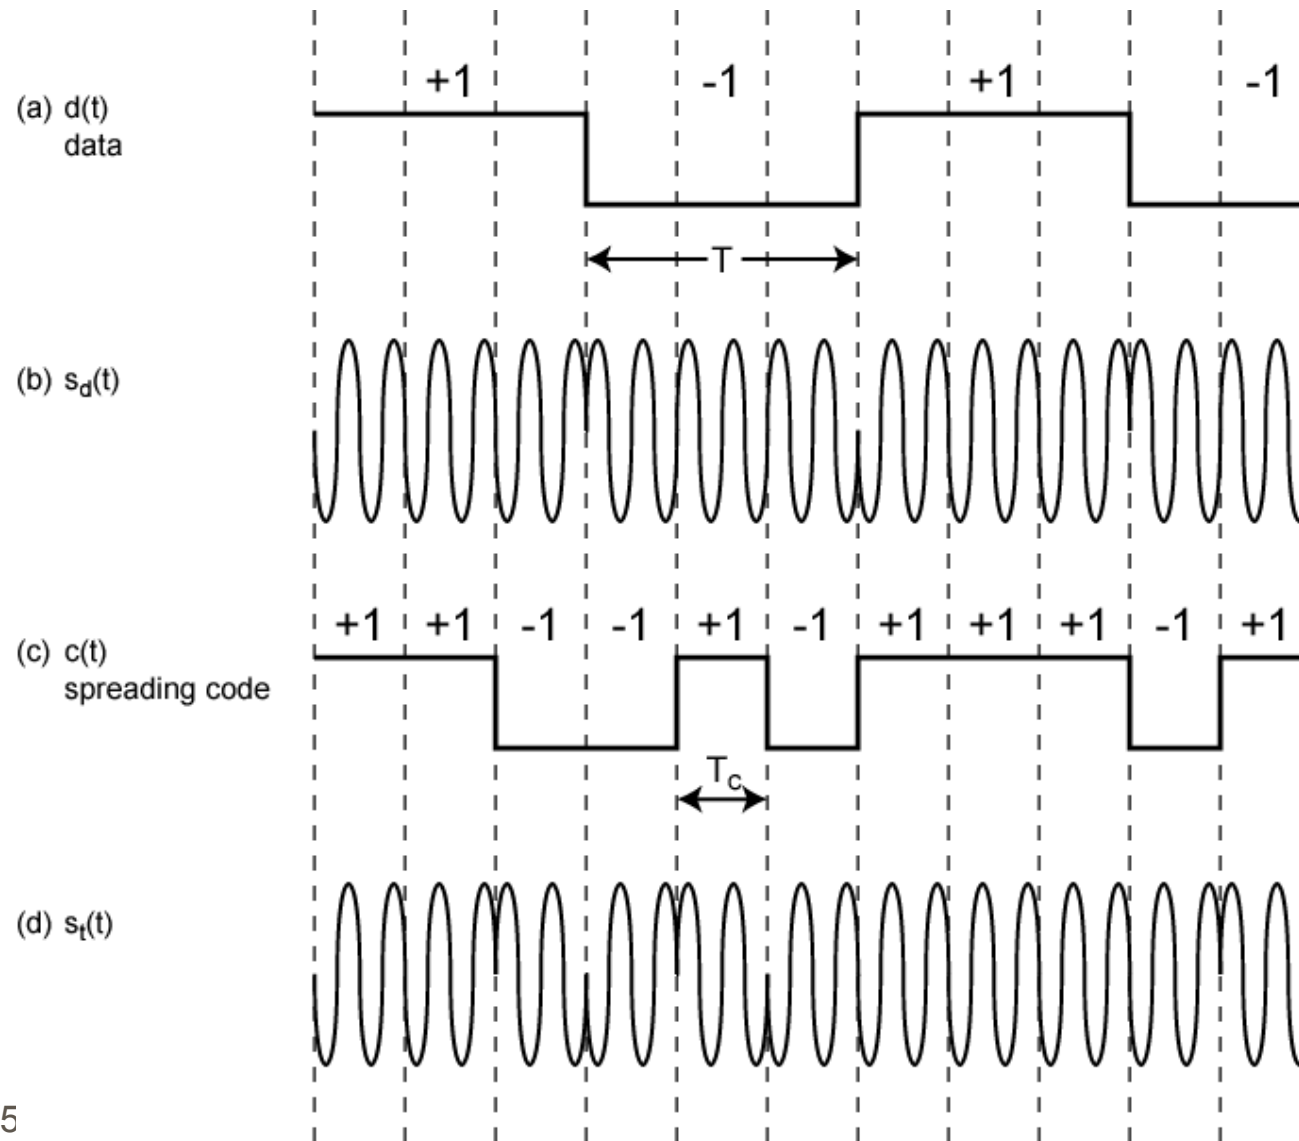 +1 -1 +1 -1
(a) d(t)
data
T
(b) sd(t)
+1 +1 -1 -1 +1 -1 +1 +1 +1 -1 +1
(c) c(t)
spreading code
Tc
(d) st(t)
5